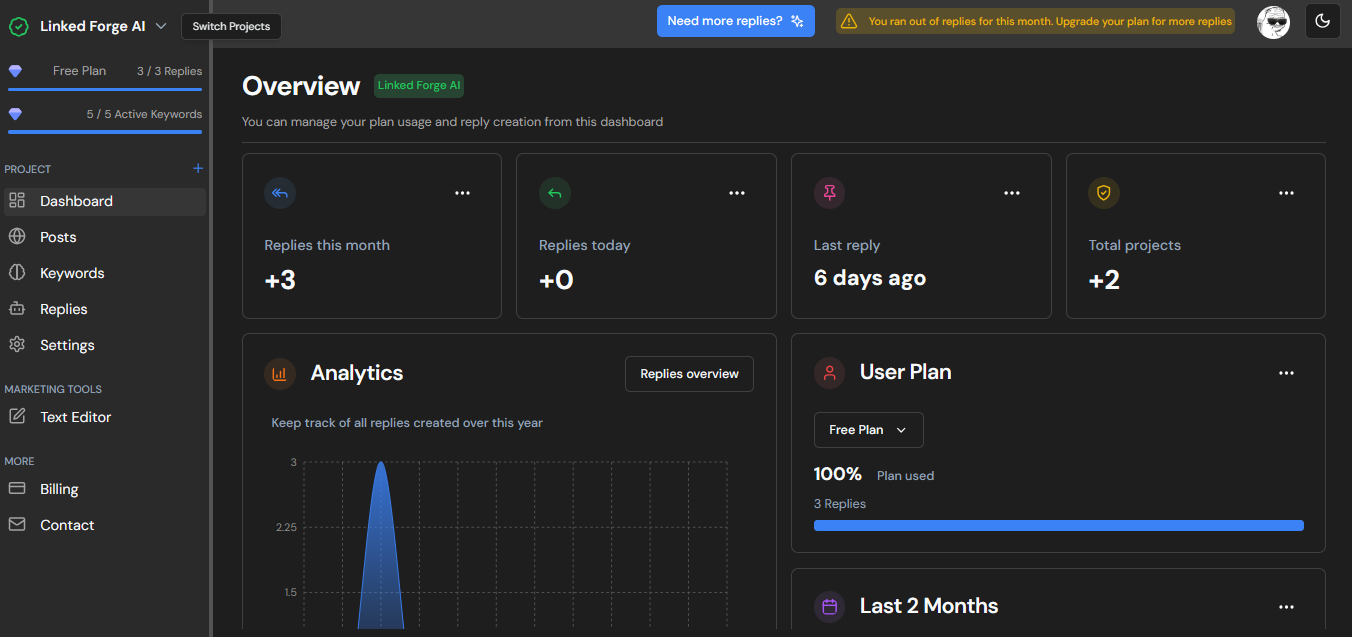 Linked Forge AI
Switch Projects
Need more replies?
You ran out of replies for this month. Upgrade your plan for more replies
Free Plan
3 / 3 Replies
5 / 5 Active Keywords
PROJECT
Dashboard
Posts
Keywords
Replies
Settings
MARKETING TOOLS
Text Editor
MORE
Billing
Contact
Overview
Linked Forge AI
You can manage your plan usage and reply creation from this dashboard
Replies this month
+3
Replies today
+0
Last reply
6 days ago
Total projects
+2
Analytics
Replies overview
Keep track of all replies created over this year
3
2.25
1.5
User Plan
Free Plan
100% Plan used
3 Replies
Last 2 Months